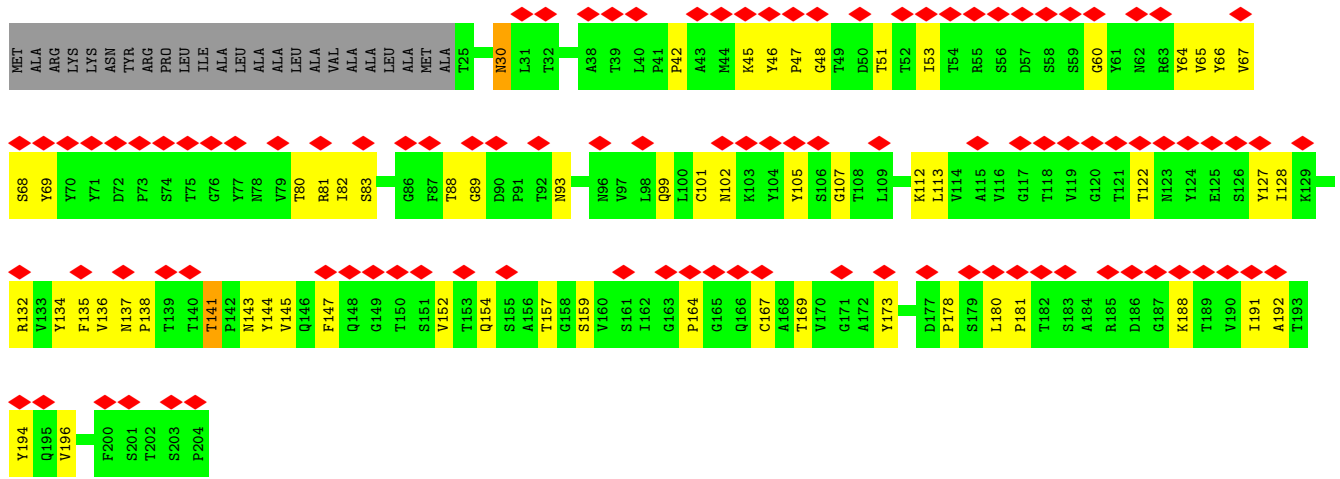 MET ALA ARG LYS LYS ASN TYR ARG PRO LEU ILE ALA LEU ALA ALA LEU ALA VAL ALA ALA LEU ALA MET ALA T25 N30 L31 T32 A38 T39 L40 P41 P42 A43 M44 K45 Y46 P47 G48 T49 D50 T51 T52 I53 T54 R55 S56 D57 S58 S59 G60 Y61 N62 R63 Y64 V65 Y66 V67
S68 Y69 Y70 Y71 D72 P73 S74 T75 G76 Y77 N78 V79 T80 R81 I82 S83 G86 F87 T88 G89 D90 P91 T92 N93 N96 V97 L98 Q99 L100 C101 N102 K103 Y104 Y105 S106 G107 T108 L109 K112 L113 V114 A115 V116 G117 T118 V119 G120 T121 T122 N123 Y124 E125 S126 Y127 I128 K129
R132 V133 Y134 F135 V136 N137 P138 T139 T140 T141 P142 N143 Y144 V145 Q146 F147 Q148 G149 T150 S151 V152 T153 Q154 S155 A156 T157 G158 S159 V160 S161 I162 G163 P164 G165 Q166 C167 A168 T169 V170 G171 A172 Y173 D177 P178 S179 L180 P181 T182 S183 A184 R185 D186 G187 K188 T189 V190 I191 A192 T193
Y194 Q195 V196 F200 S201 T202 S203 P204